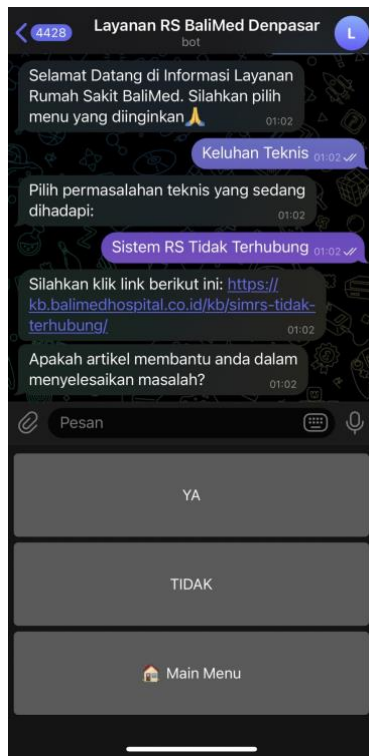 4428
Layanan RS BaliMed Denpasar
bot
L
Selamat Datang di Informasi Layanan
Rumah Sakit BaliMed. Silahkan pilih
menu yang diinginkan🙏 01:02
Keluhan Teknis 01:02
Pilih permasalahan teknis yang sedang
dihadapi: 01:02
Sistem RS Tidak Terhubung 01:02
Silahkan klik link berikut ini: https://
kb.balimedhospital.co.id/kb/simrs-tidak-
terhubung/ 01:02
Apakah artikel membantu anda dalam
menyelesaikan masalah? 01:02
Pesan
YA
TIDAK
🏠 Main Menu